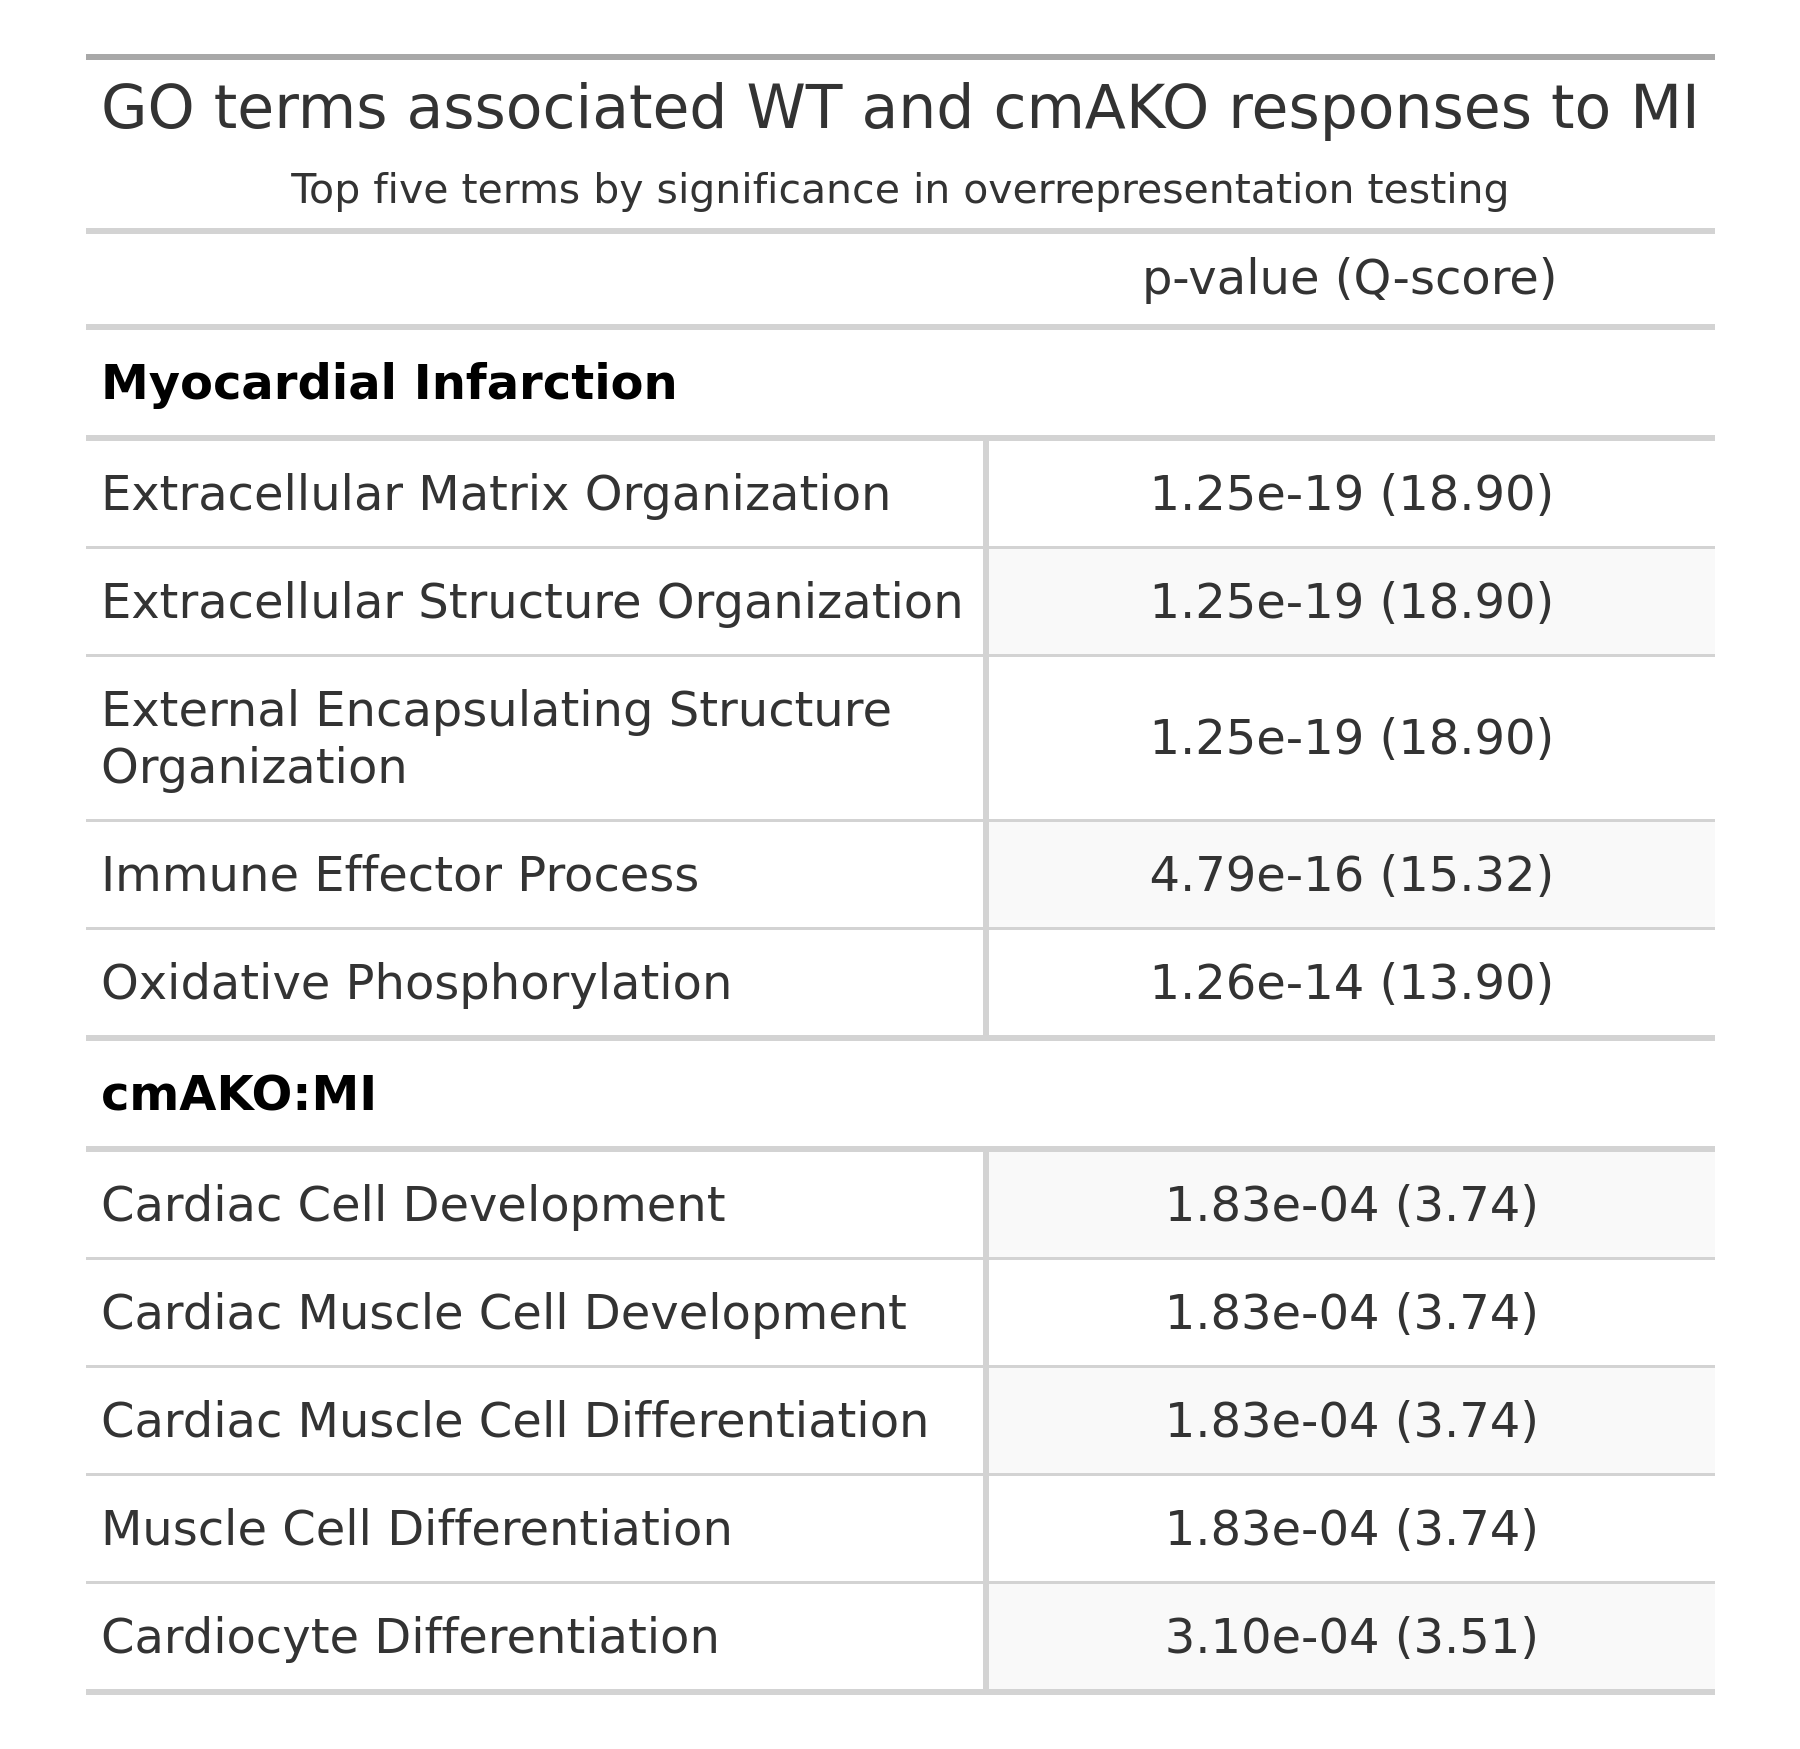 GO terms associated WT and cmAKO responses to MI
Top five terms by significance in overrepresentation testing
p-value (Q-score)
Myocardial Infarction
Extracellular Matrix Organization 1.25e-19 (18.90)
Extracellular Structure Organization 1.25e-19 (18.90)
External Encapsulating Structure
Organization 1.25e-19 (18.90)
Immune Effector Process 4.79e-16 (15.32)
Oxidative Phosphorylation 1.26e-14 (13.90)
cmAKO:MI
Cardiac Cell Development 1.83e-04 (3.74)
Cardiac Muscle Cell Development 1.83e-04 (3.74)
Cardiac Muscle Cell Differentiation 1.83e-04 (3.74)
Muscle Cell Differentiation 1.83e-04 (3.74)
Cardiocyte Differentiation 3.10e-04 (3.51)